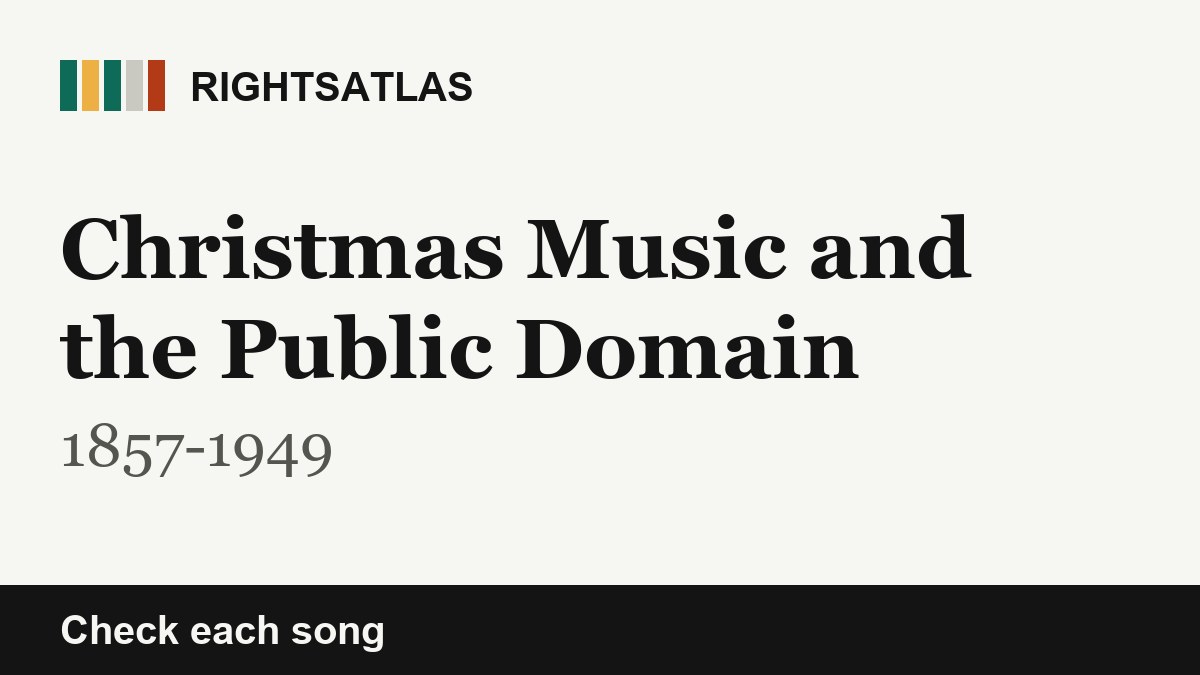 RIGHTSATLAS
Christmas Music and
the Public Domain
1857-1949
Check each song